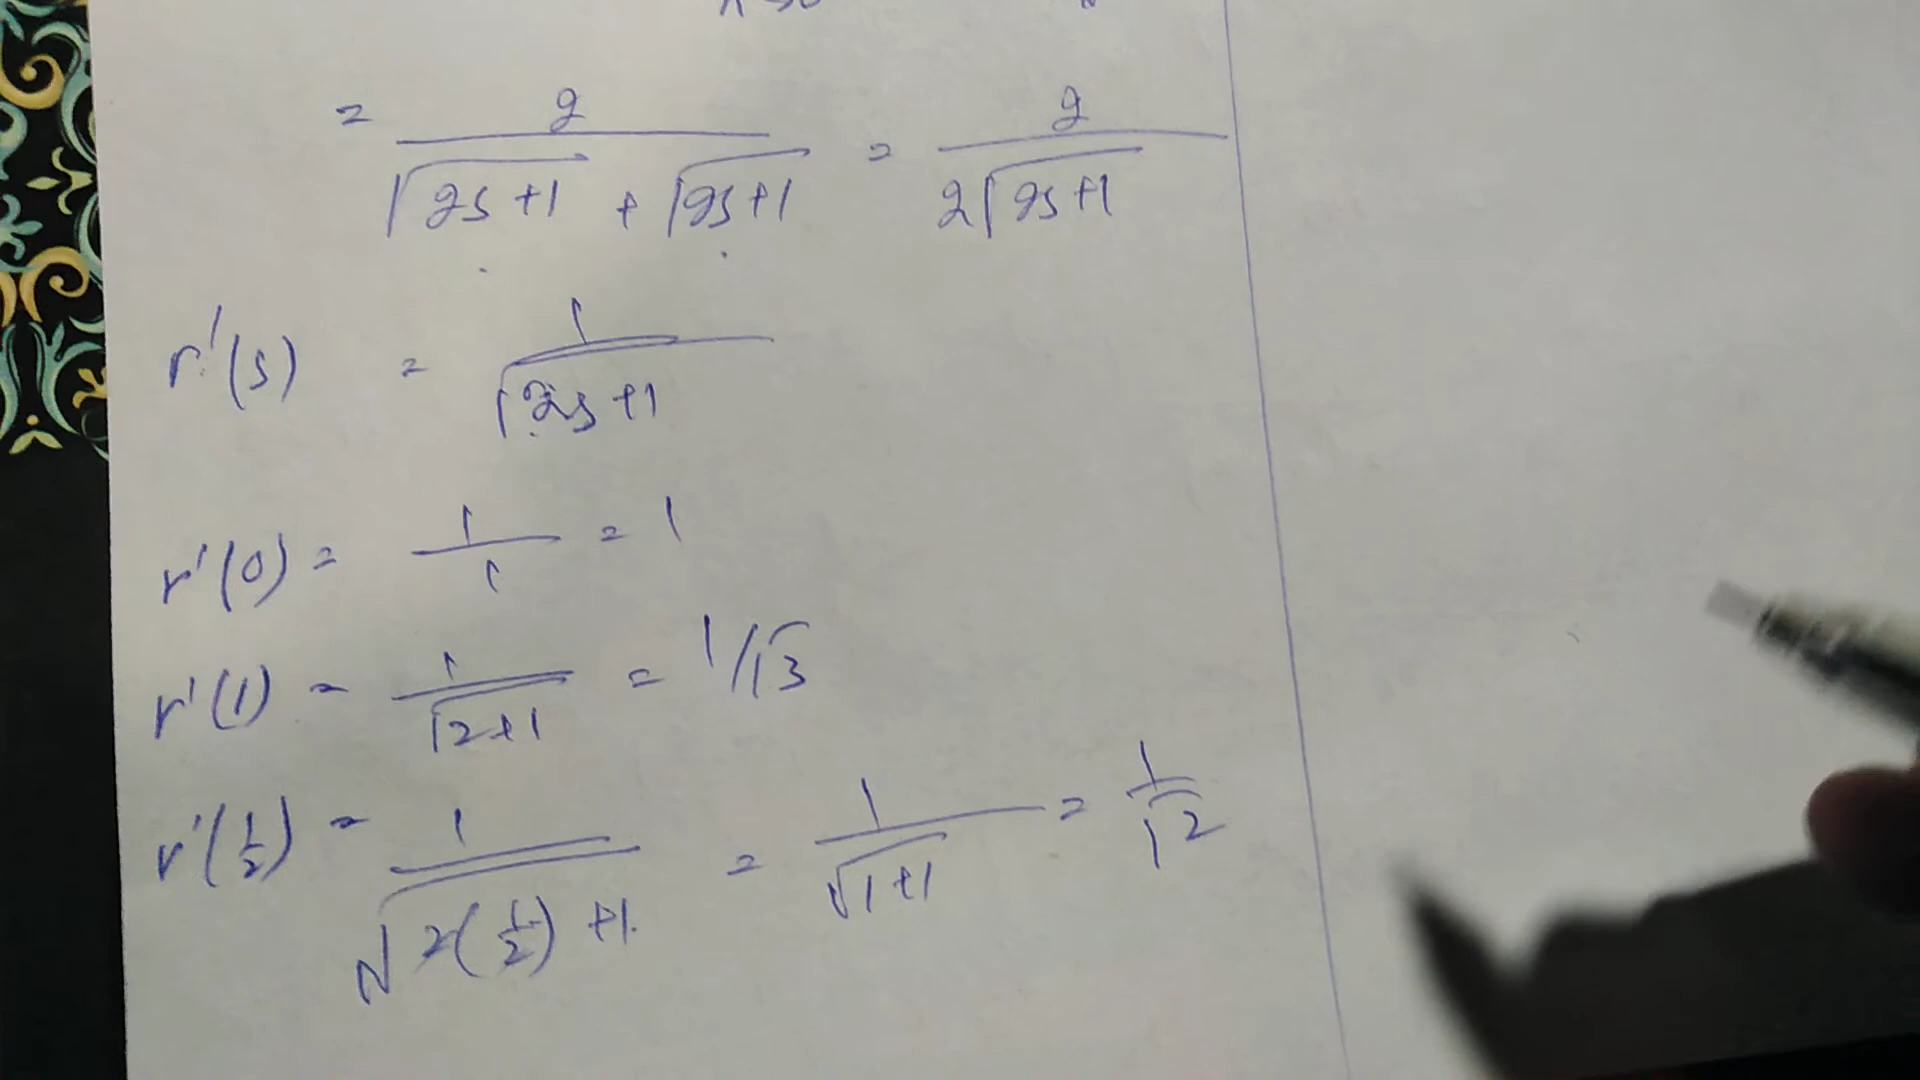 = 2 / (√(2s+1) + √(2s+1)) = 2 / (2√(2s+1))
r'(s) = 1 / √(2s+1)
r'(0) = 1/1 = 1
r'(1) = 1 / √(2+1) = 1/√3
r'(1/2) = 1 / √(2(1/2) +1) = 1 / √(1+1) = 1/√2